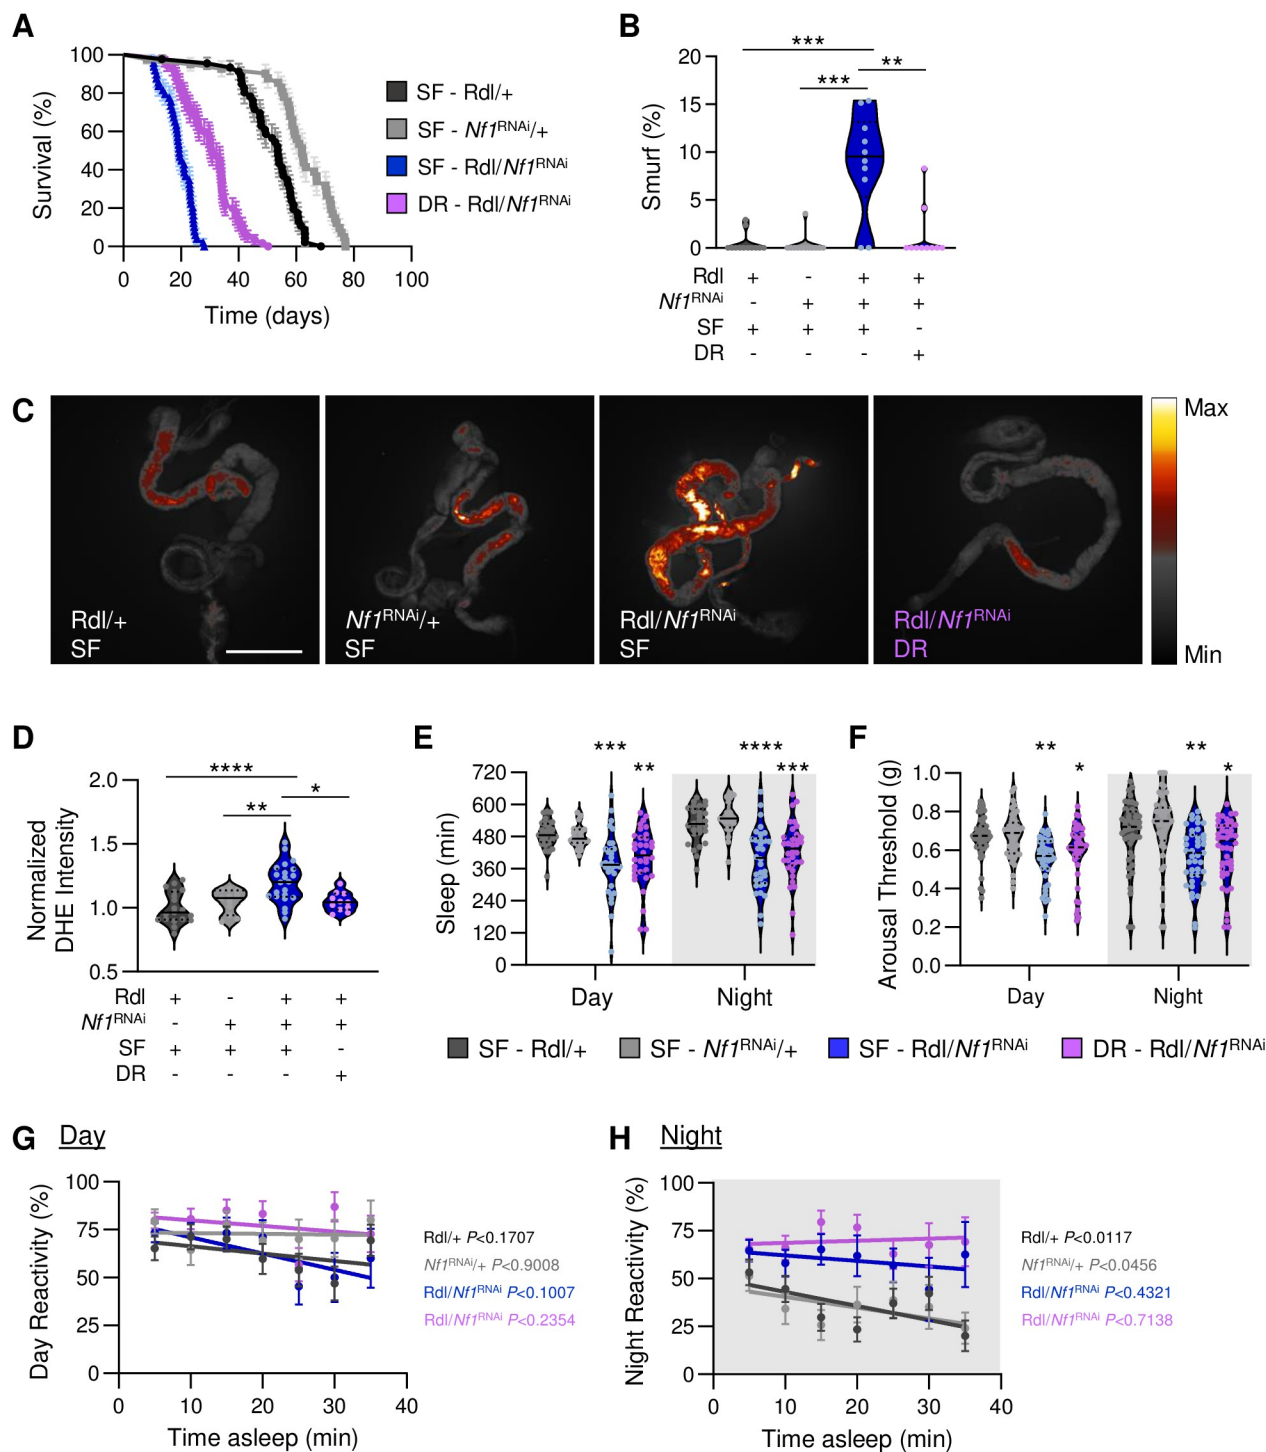 A
Survival (%)
100
80
60
40
20
0
0 20 40 60 80 100
Time (days)
SF - Rdl/+
SF - Nf1RNAi/+
SF - Rdl/Nf1RNAi
DR - Rdl/Nf1RNAi
B
Smurf (%)
***
**
***
20
15
10
5
0
Rdl + - + +
Nf1RNAi - + + +
SF + + + -
DR - - - +
C
Rdl/+
SF
Nf1RNAi/+
SF
Rdl/Nf1RNAi
SF
Rdl/Nf1RNAi
DR
Max
Min
D
Normalized
DHE Intensity
****
*
**
2.0
1.5
1.0
0.5
Rdl + - + +
Nf1RNAi - + + +
SF + + + -
DR - - - +
E
Sleep (min)
*** ****
** ***
720
600
480
360
240
120
0
Day Night
F
Arousal Threshold (g)
** **
* *
1.0
0.8
0.6
0.4
0.2
0.0
Day Night
SF - Rdl/+ SF - Nf1RNAi/+ SF - Rdl/Nf1RNAi DR - Rdl/Nf1RNAi
G Day
Day Reactivity (%)
100
75
50
25
0
0 10 20 30 40
Time asleep (min)
Rdl/+ P<0.1707
Nf1RNAi/+ P<0.9008
Rdl/Nf1RNAi P<0.1007
Rdl/Nf1RNAi P<0.2354
H Night
Night Reactivity (%)
100
75
50
25
0
0 10 20 30 40
Time asleep (min)
Rdl/+ P<0.0117
Nf1RNAi/+ P<0.0456
Rdl/Nf1RNAi P<0.4321
Rdl/Nf1RNAi P<0.7138